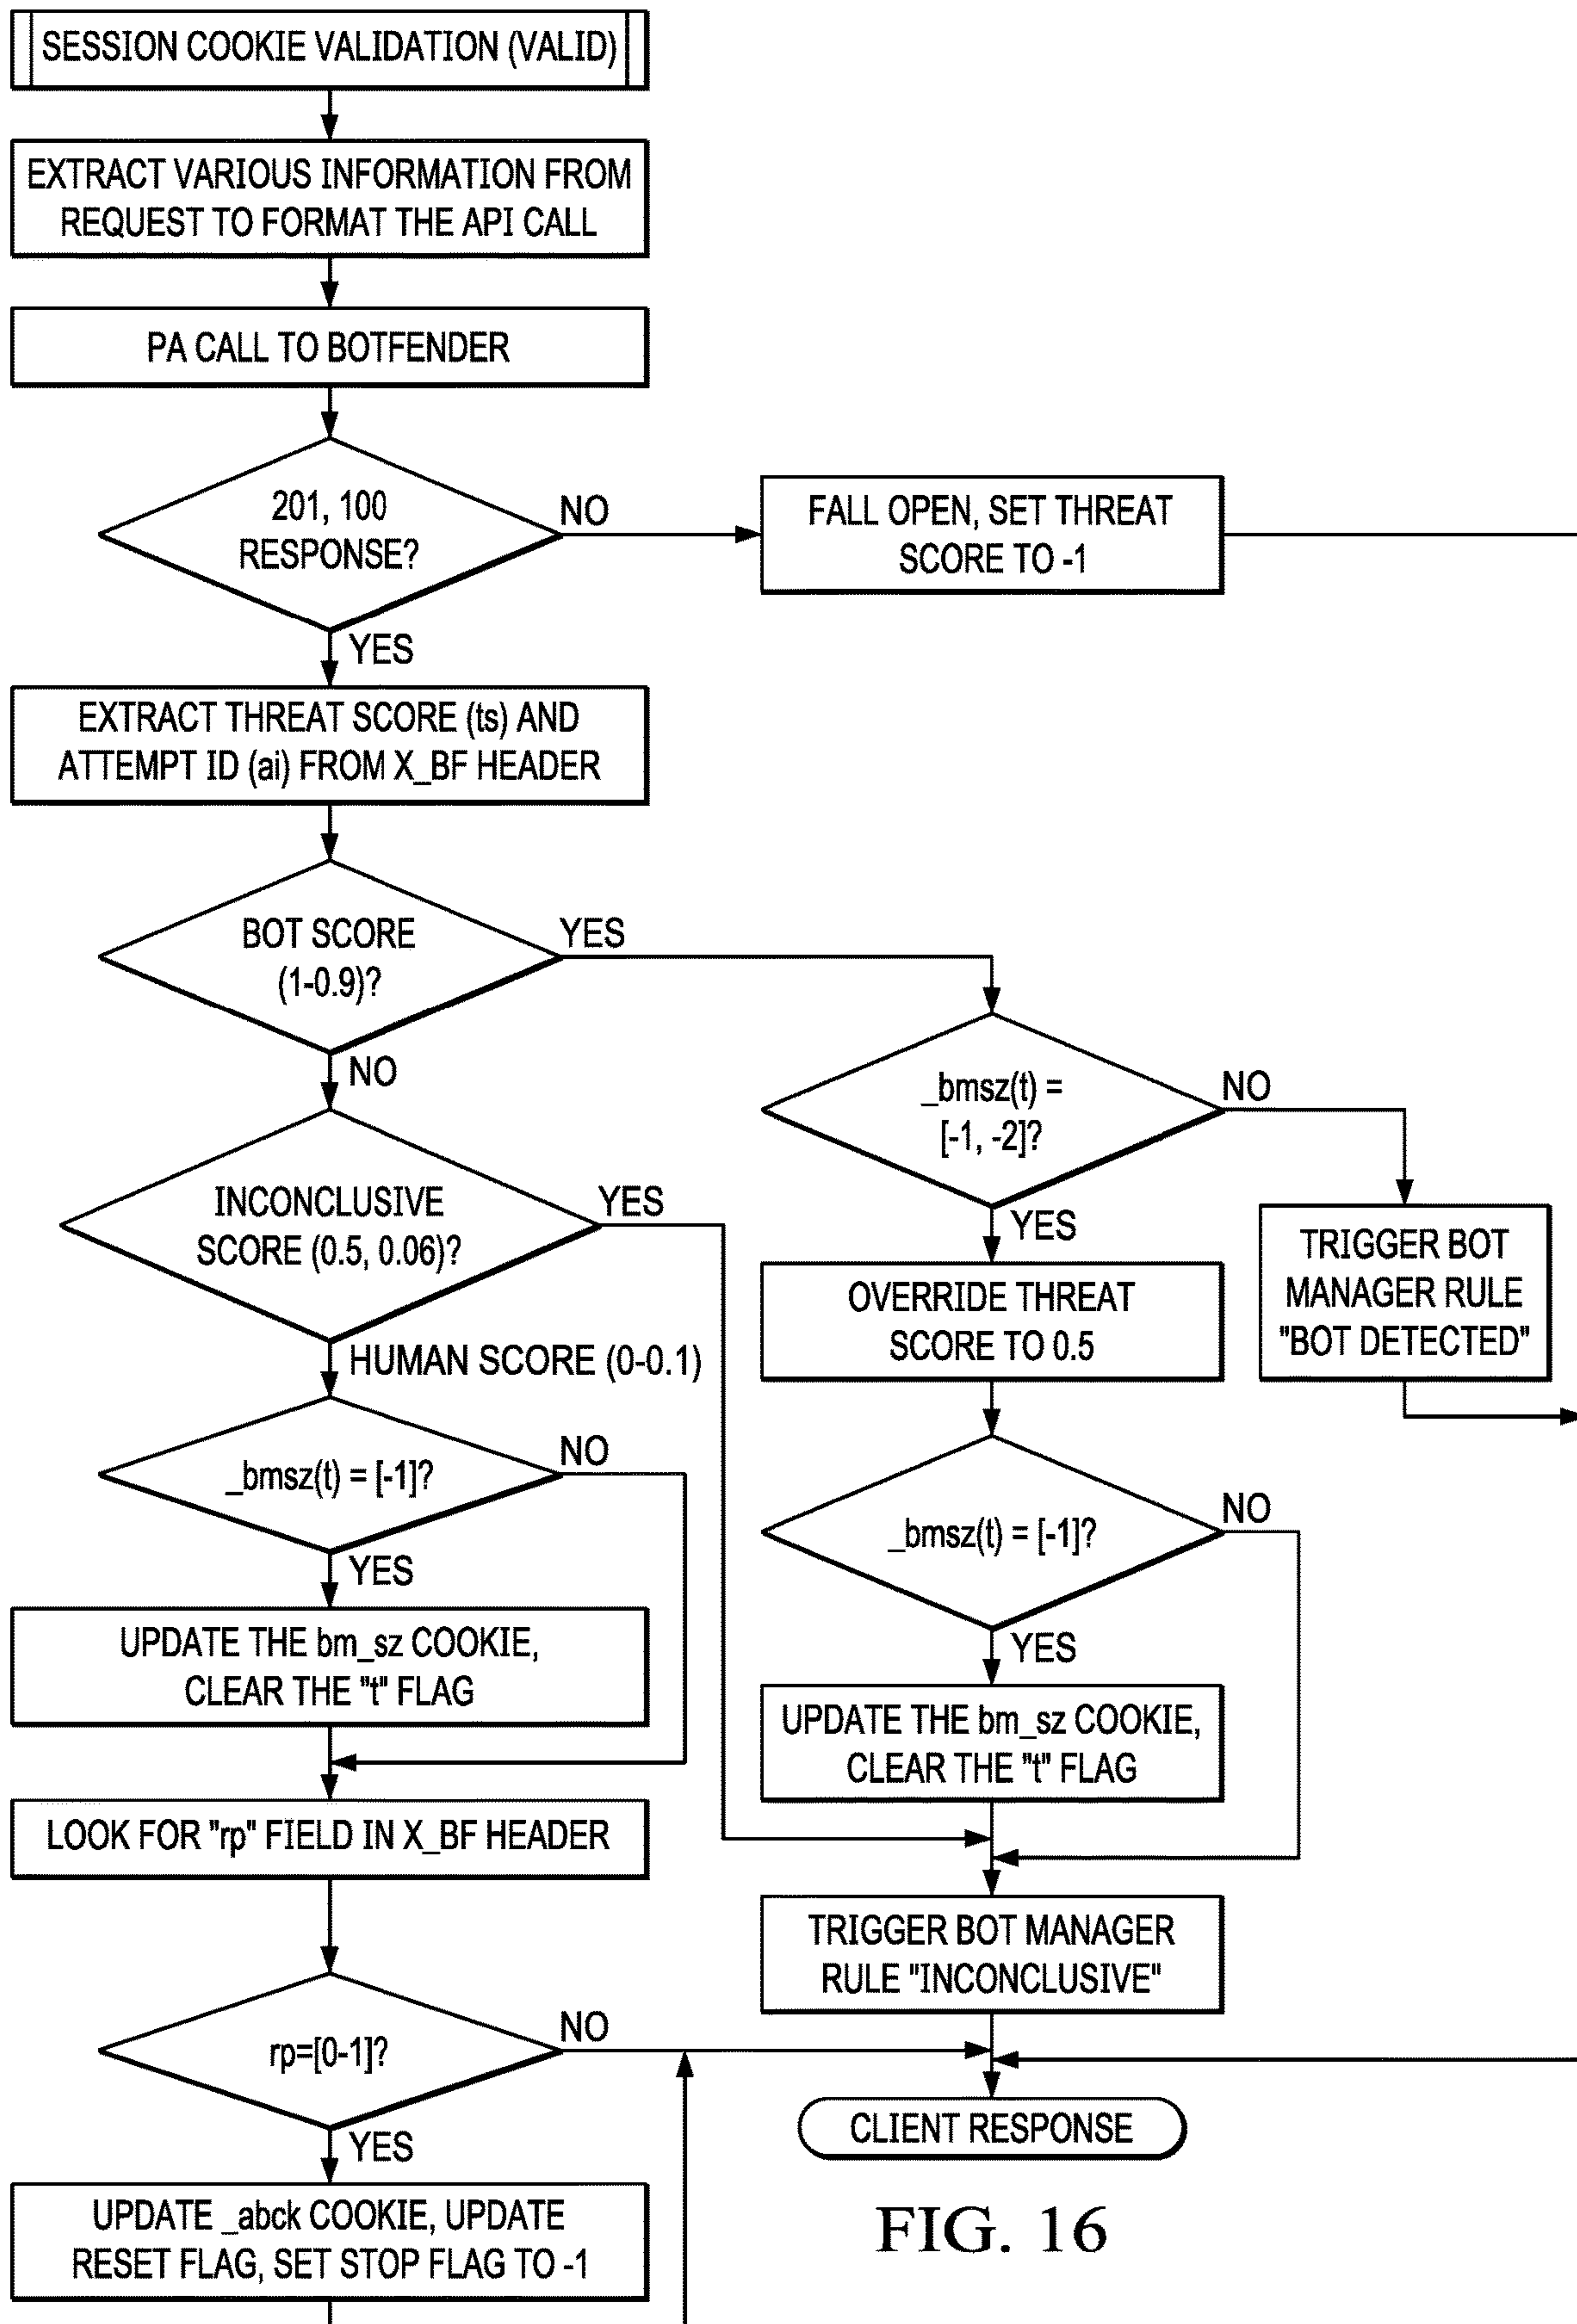 SESSION COOKIE VALIDATION (VALID)
EXTRACT VARIOUS INFORMATION FROM
REQUEST TO FORMAT THE API CALL
PA CALL TO BOTFENDER
201, 100
RESPONSE?
NO
FALL OPEN, SET THREAT
SCORE TO -1
YES
EXTRACT THREAT SCORE (ts) AND
ATTEMPT ID (ai) FROM X_BF HEADER
BOT SCORE
(1-0.9)?
YES
NO
_bmsz(t) =
[-1, -2]?
NO
INCONCLUSIVE
SCORE (0.5, 0.06)?
YES
YES
TRIGGER BOT
MANAGER RULE
"BOT DETECTED"
OVERRIDE THREAT
SCORE TO 0.5
HUMAN SCORE (0-0.1)
_bmsz(t) = [-1]?
NO
YES
_bmsz(t) = [-1]?
NO
YES
UPDATE THE bm_sz COOKIE,
CLEAR THE "t" FLAG
UPDATE THE bm_sz COOKIE,
CLEAR THE "t" FLAG
LOOK FOR "rp" FIELD IN X_BF HEADER
TRIGGER BOT MANAGER
RULE "INCONCLUSIVE"
rp=[0-1]?
NO
YES
CLIENT RESPONSE
UPDATE _abck COOKIE, UPDATE
RESET FLAG, SET STOP FLAG TO -1
FIG. 16